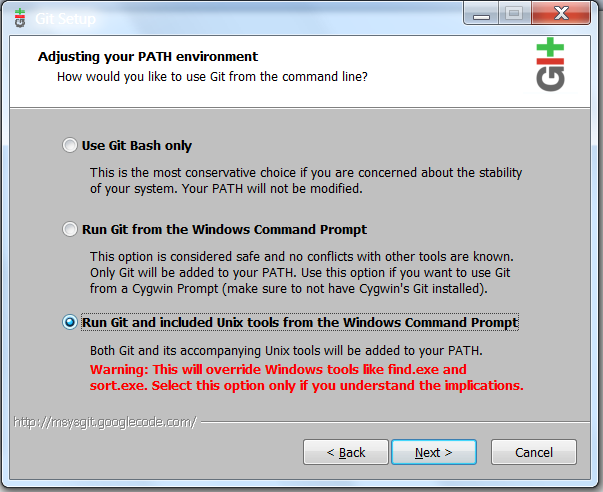 Git Setup
Adjusting your PATH environment
How would you like to use Git from the command line?
Git
Use Git Bash only
This is the most conservative choice if you are concerned about the stability
of your system. Your PATH will not be modified.
Run Git from the Windows Command Prompt
This option is considered safe and no conflicts with other tools are known.
Only Git will be added to your PATH. Use this option if you want to use Git
from a Cygwin Prompt (make sure to not have Cygwin's Git installed).
Run Git and included Unix tools from the Windows Command Prompt
Both Git and its accompanying Unix tools will be added to your PATH.
Warning: This will override Windows tools like find.exe and
sort.exe. Select this option only if you understand the implications.
http://msysgit.googlecode.com/
< Back Next > Cancel